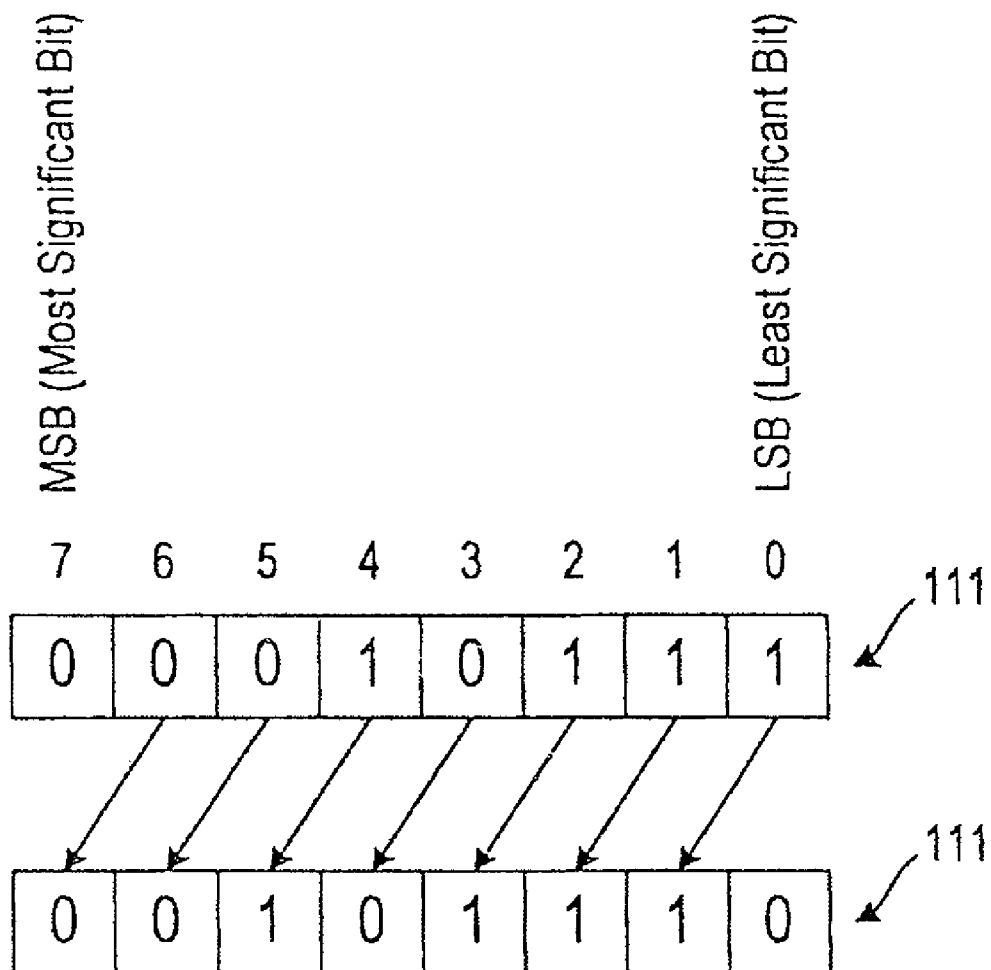 MSB (Most Significant Bit)
LSB (Least Significant Bit)
7 6 5 4 3 2 1 0
0 0 0 1 0 1 1 1
111
0 0 1 0 1 1 1 0
111